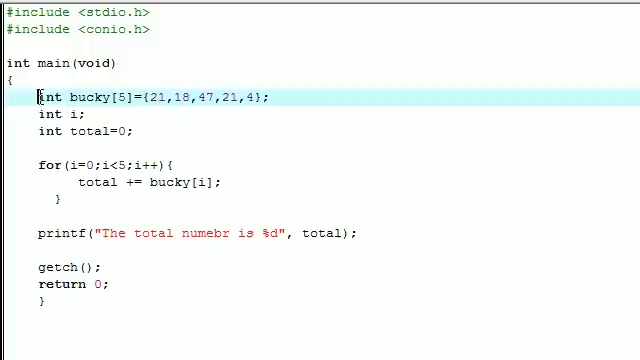 #include <stdio.h>
#include <conio.h>
int main(void)
{
int bucky[5]={21,18,47,21,4};
int i;
int total=0;
for(i=0;i<5;i++){
total += bucky[i];
}
printf("The total numebr is %d", total);
getch();
return 0;
}